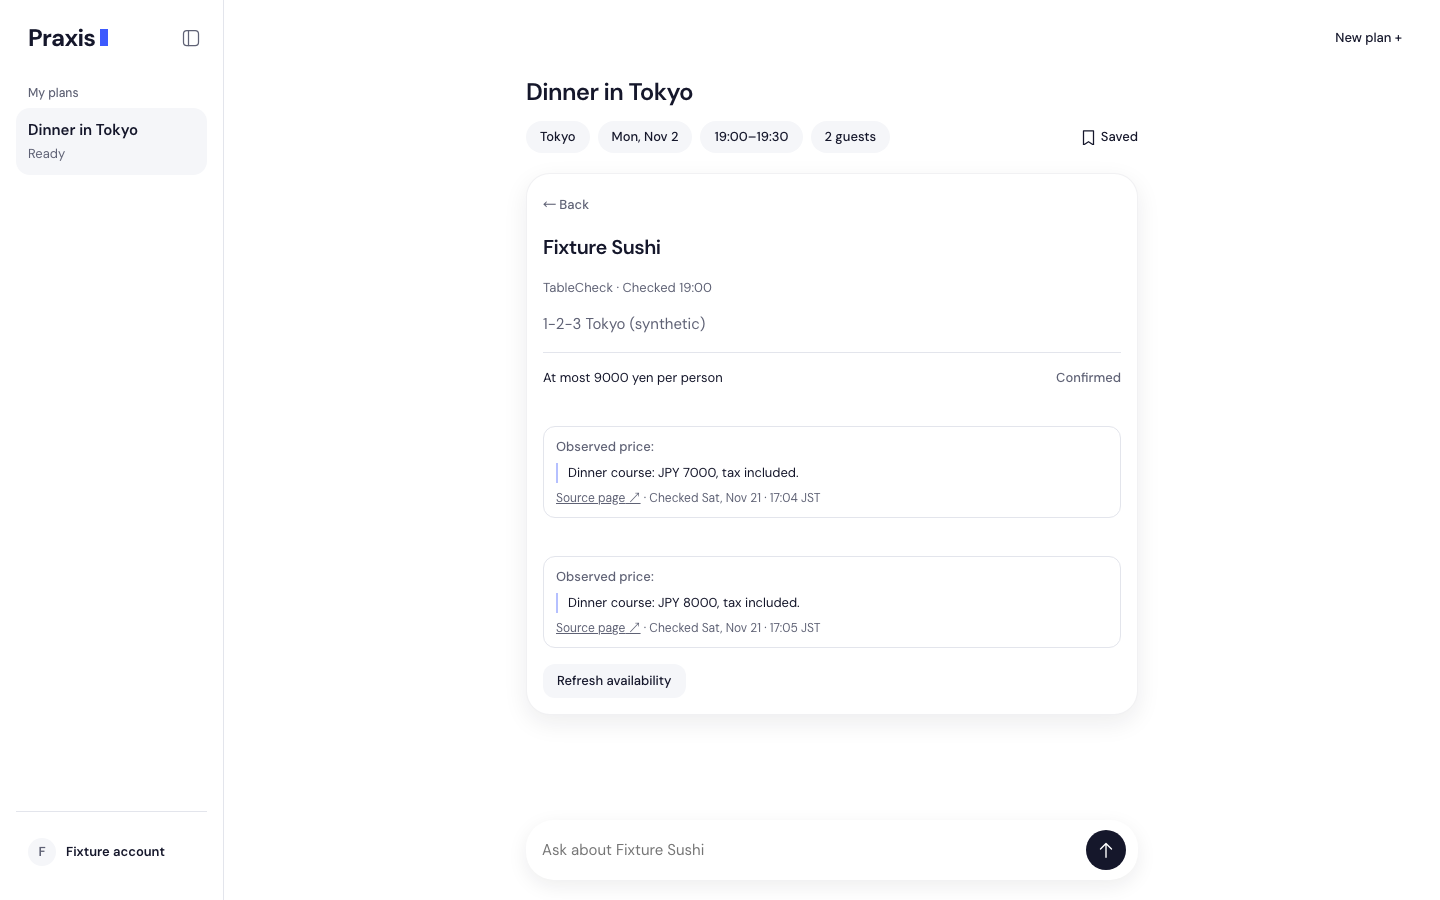 Praxis
New plan +
My plans
Dinner in Tokyo
Ready
Dinner in Tokyo
Tokyo
Mon, Nov 2
19:00–19:30
2 guests
Saved
← Back
Fixture Sushi
TableCheck · Checked 19:00
1-2-3 Tokyo (synthetic)
At most 9000 yen per person
Confirmed
Observed price:
Dinner course: JPY 7000, tax included.
Source page ↗ · Checked Sat, Nov 21 · 17:04 JST
Observed price:
Dinner course: JPY 8000, tax included.
Source page ↗ · Checked Sat, Nov 21 · 17:05 JST
Refresh availability
F
Fixture account
Ask about Fixture Sushi